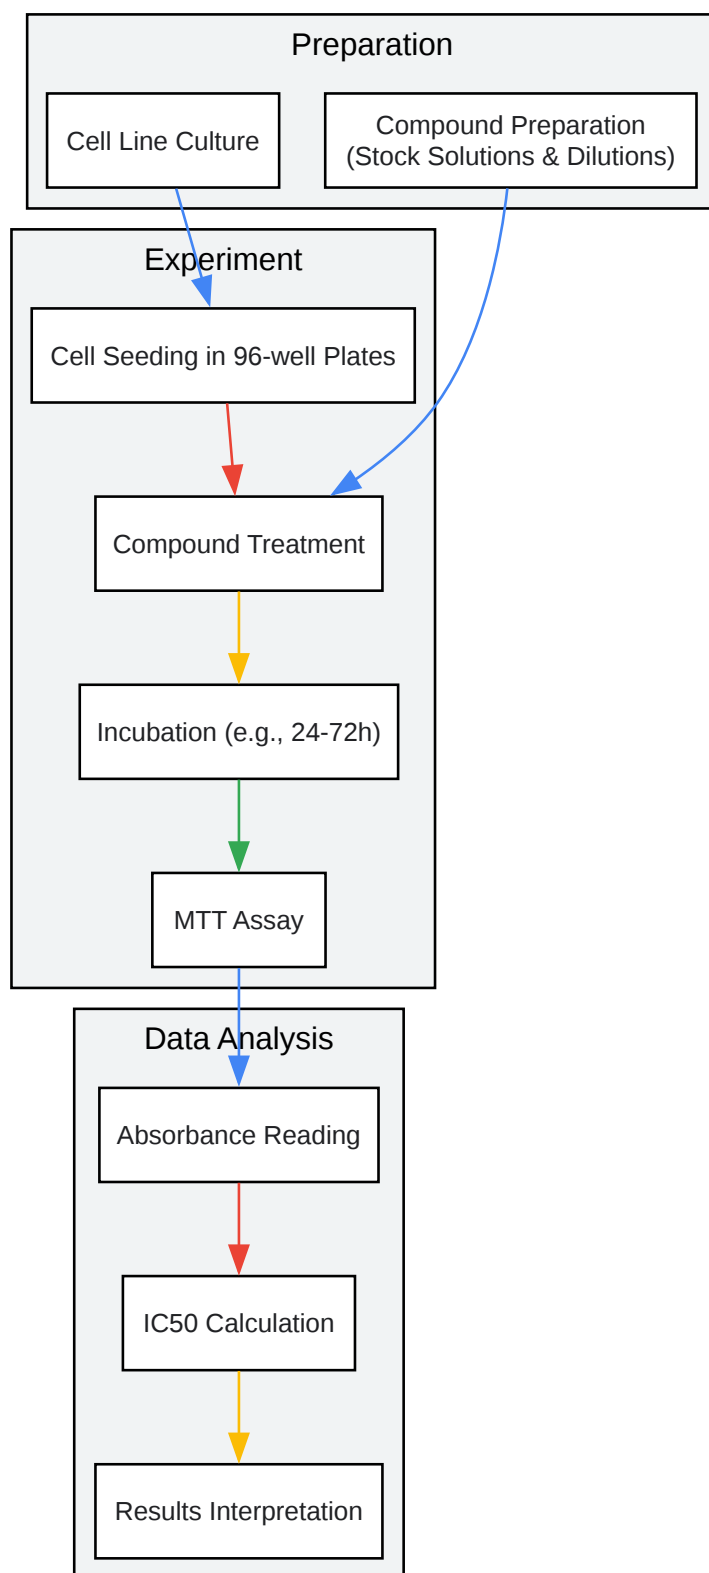 Preparation
Cell Line Culture
Compound Preparation
(Stock Solutions & Dilutions)
Experiment
Cell Seeding in 96-well Plates
Compound Treatment
Incubation (e.g., 24-72h)
MTT Assay
Data Analysis
Absorbance Reading
IC50 Calculation
Results Interpretation